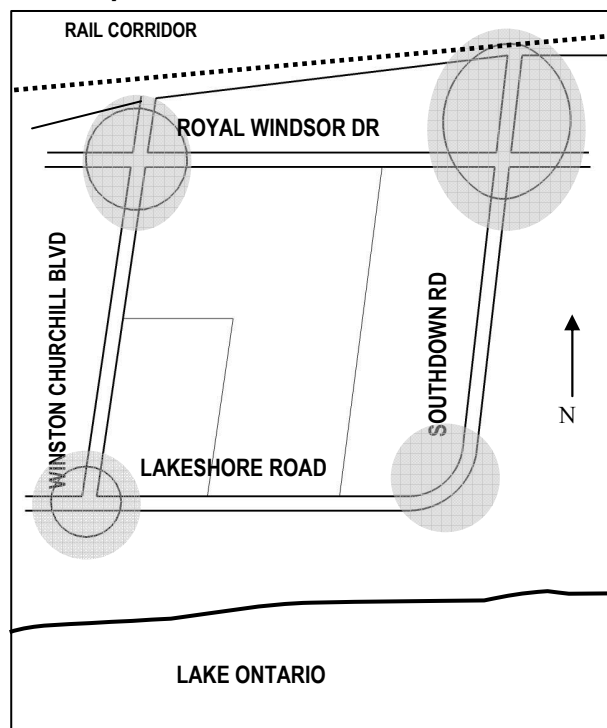 RAIL CORRIDOR
ROYAL WINDSOR DR
WINSTON CHURCHILL BLVD
SOUTHDOWN RD
N
LAKESHORE ROAD
LAKE ONTARIO